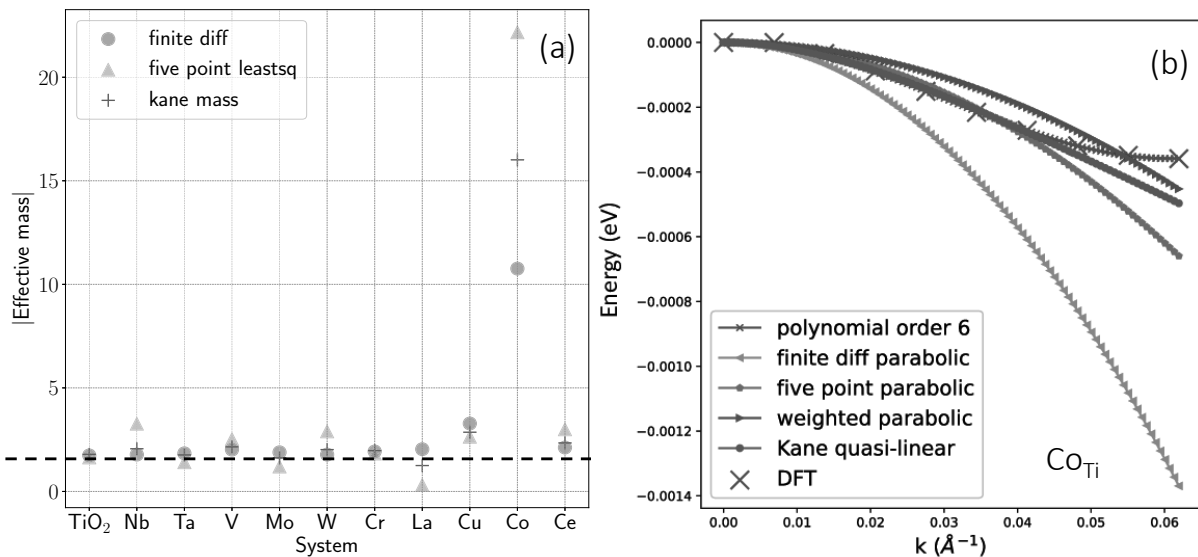 finite diff
five point leastsq
kane mass
(a)
|Effective mass|
20
15
10
5
0
TiO₂ Nb Ta V Mo W Cr La Cu Co Ce
System
(b)
Energy (eV)
0.0000
−0.0002
−0.0004
−0.0006
−0.0008
−0.0010
−0.0012
−0.0014
polynomial order 6
finite diff parabolic
five point parabolic
weighted parabolic
Kane quasi-linear
DFT
Co_Ti
0.00 0.01 0.02 0.03 0.04 0.05 0.06
k (Å⁻¹)